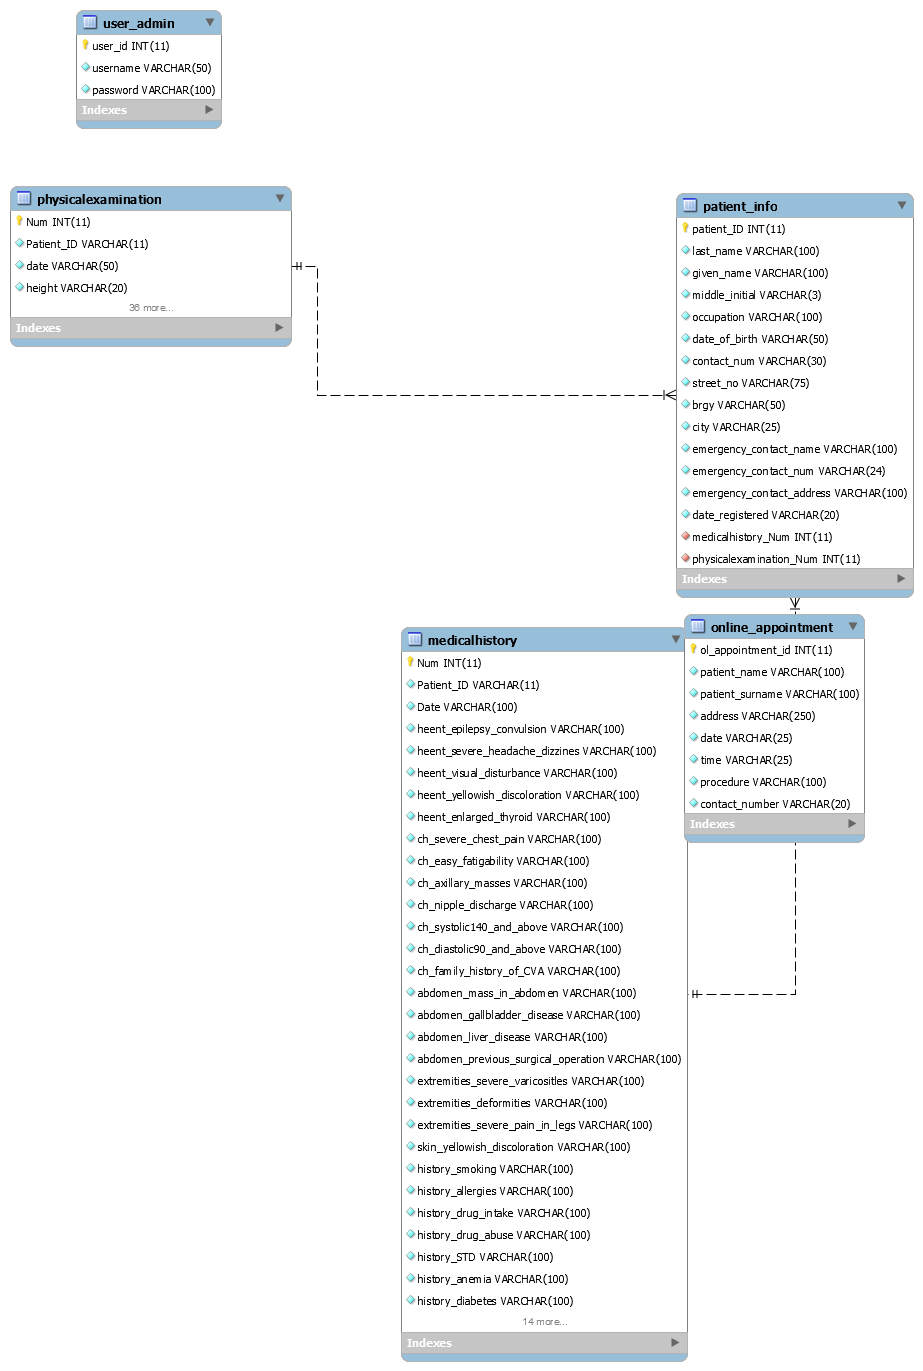 user_admin
user_id INT(11)
username VARCHAR(50)
password VARCHAR(100)
Indexes
physicalexamination
Num INT(11)
Patient_ID VARCHAR(11)
date VARCHAR(50)
height VARCHAR(20)
36 more...
Indexes
patient_info
patient_ID INT(11)
last_name VARCHAR(100)
given_name VARCHAR(100)
middle_initial VARCHAR(3)
occupation VARCHAR(100)
date_of_birth VARCHAR(50)
contact_num VARCHAR(30)
street_no VARCHAR(75)
brgy VARCHAR(50)
city VARCHAR(25)
emergency_contact_name VARCHAR(100)
emergency_contact_num VARCHAR(24)
emergency_contact_address VARCHAR(100)
date_registered VARCHAR(20)
medicalhistory_Num INT(11)
physicalexamination_Num INT(11)
Indexes
medicalhistory
Num INT(11)
Patient_ID VARCHAR(11)
Date VARCHAR(100)
heent_epilepsy_convulsion VARCHAR(100)
heent_severe_headache_dizzines VARCHAR(100)
heent_visual_disturbance VARCHAR(100)
heent_yellowish_discoloration VARCHAR(100)
heent_enlarged_thyroid VARCHAR(100)
ch_severe_chest_pain VARCHAR(100)
ch_easy_fatigability VARCHAR(100)
ch_axillary_masses VARCHAR(100)
ch_nipple_discharge VARCHAR(100)
ch_systolic140_and_above VARCHAR(100)
ch_diastolic90_and_above VARCHAR(100)
ch_family_history_of_CVA VARCHAR(100)
abdomen_mass_in_abdomen VARCHAR(100)
abdomen_gallbladder_disease VARCHAR(100)
abdomen_liver_disease VARCHAR(100)
abdomen_previous_surgical_operation VARCHAR(100)
extremities_severe_varicositles VARCHAR(100)
extremities_deformities VARCHAR(100)
extremities_severe_pain_in_legs VARCHAR(100)
skin_yellowish_discoloration VARCHAR(100)
history_smoking VARCHAR(100)
history_allergies VARCHAR(100)
history_drug_intake VARCHAR(100)
history_drug_abuse VARCHAR(100)
history_STD VARCHAR(100)
history_anemia VARCHAR(100)
history_diabetes VARCHAR(100)
14 more...
Indexes
online_appointment
ol_appointment_id INT(11)
patient_name VARCHAR(100)
patient_surname VARCHAR(100)
address VARCHAR(250)
date VARCHAR(25)
time VARCHAR(25)
procedure VARCHAR(100)
contact_number VARCHAR(20)
Indexes